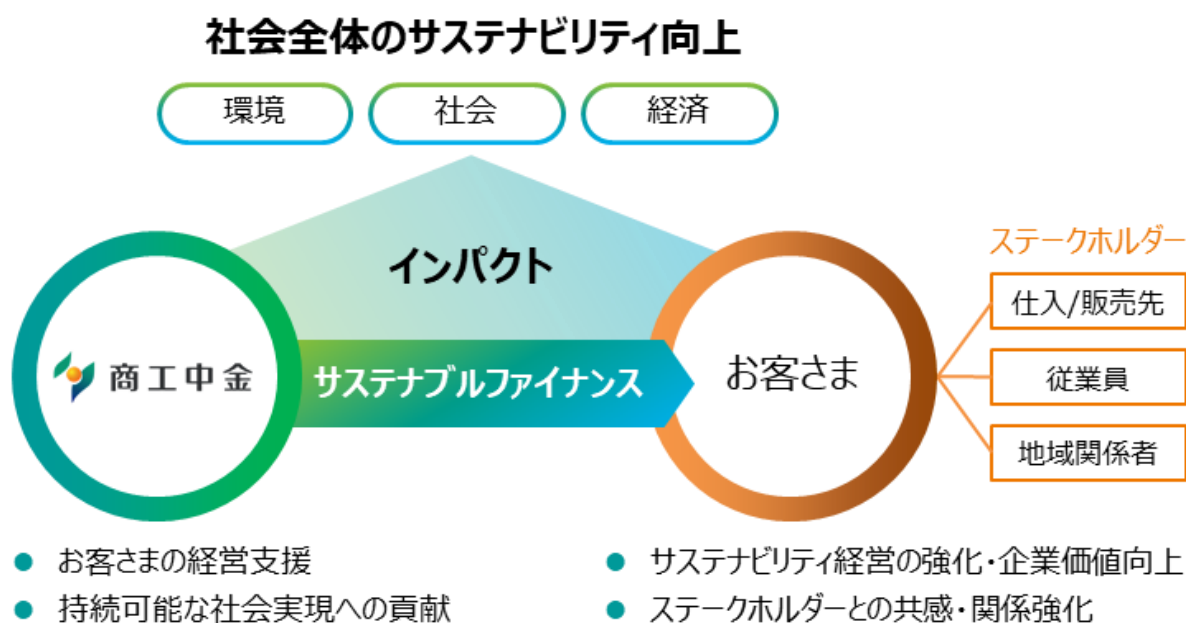 社会全体のサステナビリティ向上
環境
社会
経済
インパクト
商工中金
サステナブルファイナンス
お客さま
ステークホルダー
仕入/販売先
従業員
地域関係者
● お客さまの経営支援
● 持続可能な社会実現への貢献
● サステナビリティ経営の強化・企業価値向上
● ステークホルダーとの共感・関係強化